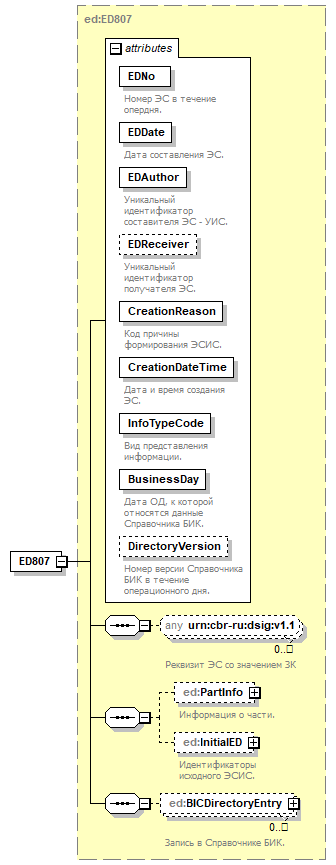 ed:ED807
attributes
EDNo
Номер ЭС в течение
опердня.
EDDate
Дата составления ЭС.
EDAuthor
Уникальный
идентификатор
составителя ЭС - УИС.
EDReceiver
Уникальный
идентификатор
получателя ЭС.
CreationReason
Код причины
формирования ЭСИС.
CreationDateTime
Дата и время создания
ЭС.
InfoTypeCode
Вид представления
информации.
BusinessDay
Дата ОД, к которой
относятся данные
Справочника БИК.
DirectoryVersion
Номер версии Справочника
БИК в течение
операционного дня.
ED807
any urn:cbr-ru:dsig:v1.1
0..□
Реквизит ЭС со значением ЗК
ed:PartInfo
Информация о части.
ed:InitialED
Идентификаторы
исходного ЭСИС.
ed:BICDirectoryEntry
0..□
Запись в Справочнике БИК.